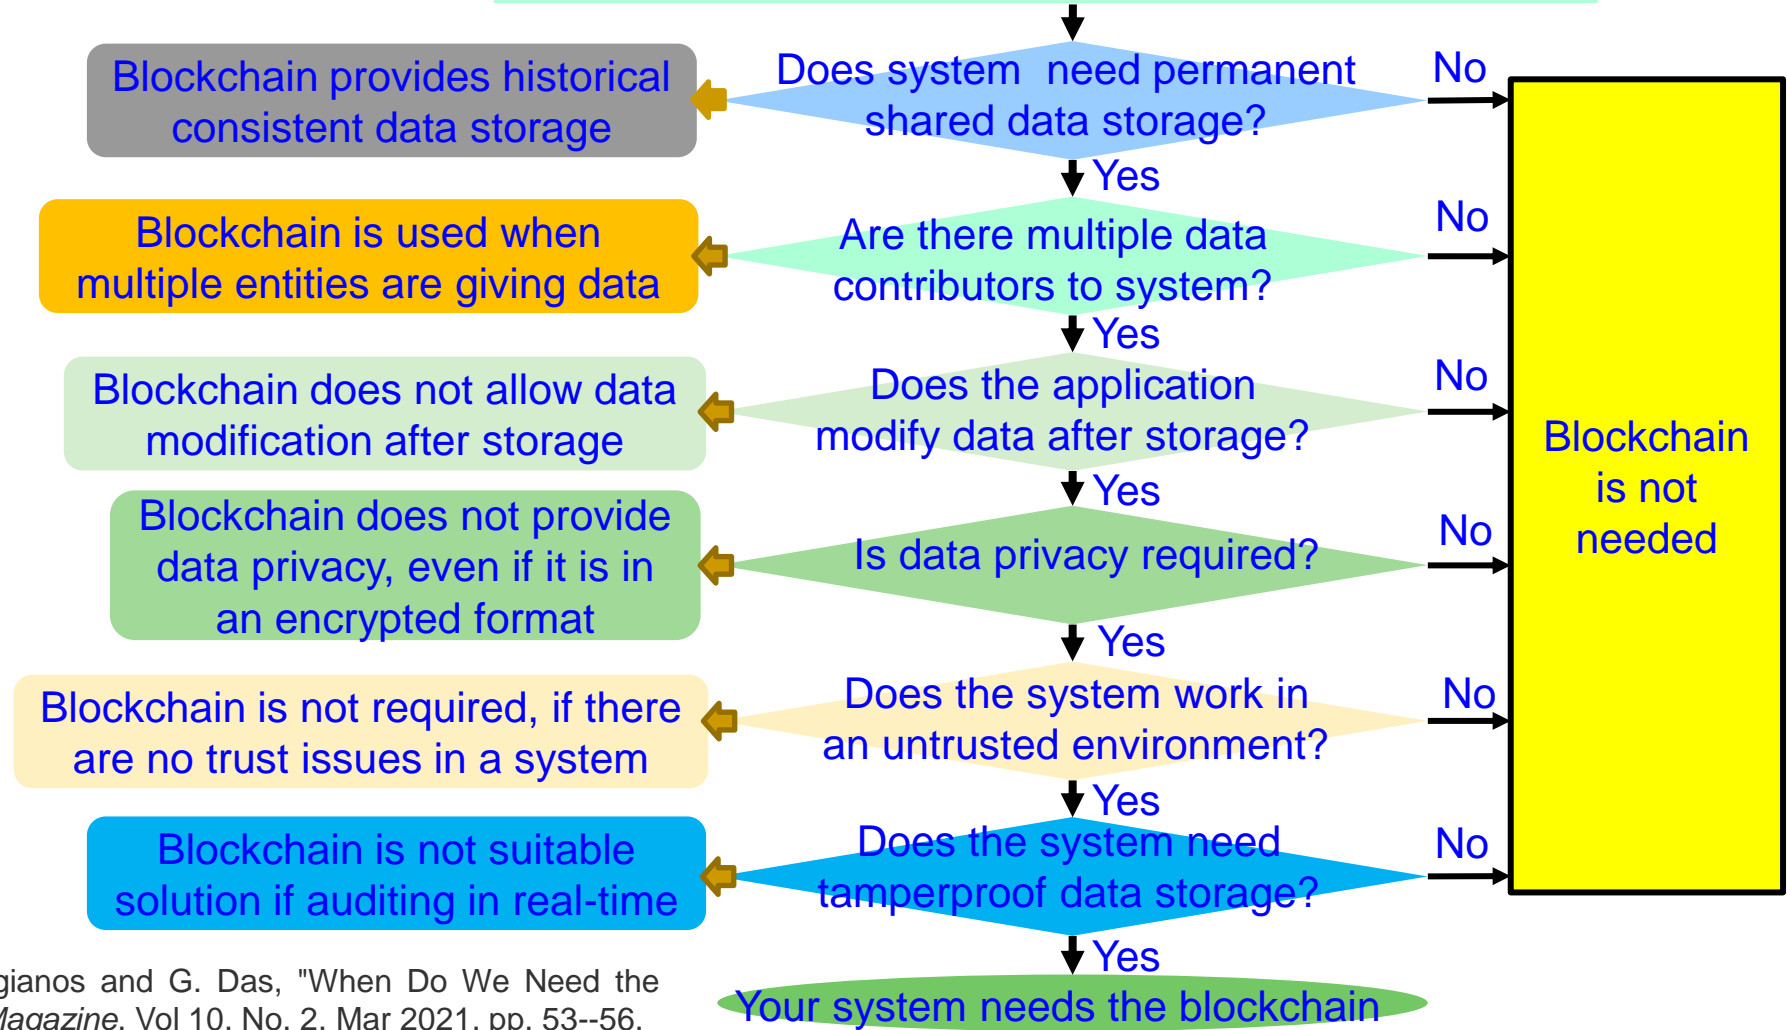 Blockchain provides historical
consistent data storage
Does system need permanent
shared data storage?
No
Yes
Blockchain is used when
multiple entities are giving data
Are there multiple data
contributors to system?
No
Yes
Blockchain does not allow data
modification after storage
Does the application
modify data after storage?
No
Yes
Blockchain does not provide
data privacy, even if it is in
an encrypted format
Is data privacy required?
No
Yes
Blockchain is not required, if there
are no trust issues in a system
Does the system work in
an untrusted environment?
No
Yes
Blockchain is not suitable
solution if auditing in real-time
Does the system need
tamperproof data storage?
No
Yes
Blockchain
is not
needed
Your system needs the blockchain
gianos and G. Das, "When Do We Need the
Magazine, Vol 10, No. 2, Mar 2021, pp. 53--56.